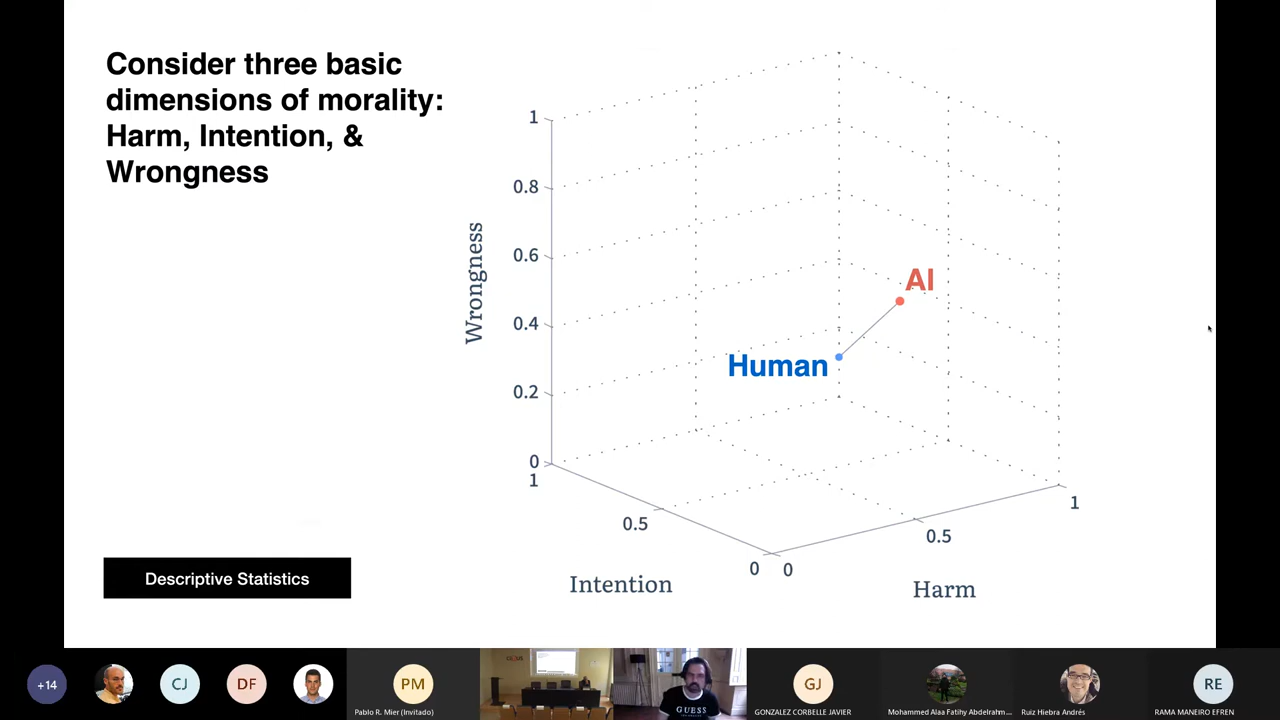 Consider three basic
dimensions of morality:
Harm, Intention, &
Wrongness
1
0.8
0.6
0.4
0.2
0
Wrongness
AI
Human
1
0.5
0
Intention
0
0.5
1
Harm
Descriptive Statistics
+14
CJ
DF
PM
Pablo R. Mier (Invitado)
GUESS
GJ
GONZALEZ CORBELLE JAVIER
Mohammed Alaa Fatihy Abdelrahm...
Ruiz Hiebra Andrés
RE
RAMA MANEIRO EFREN